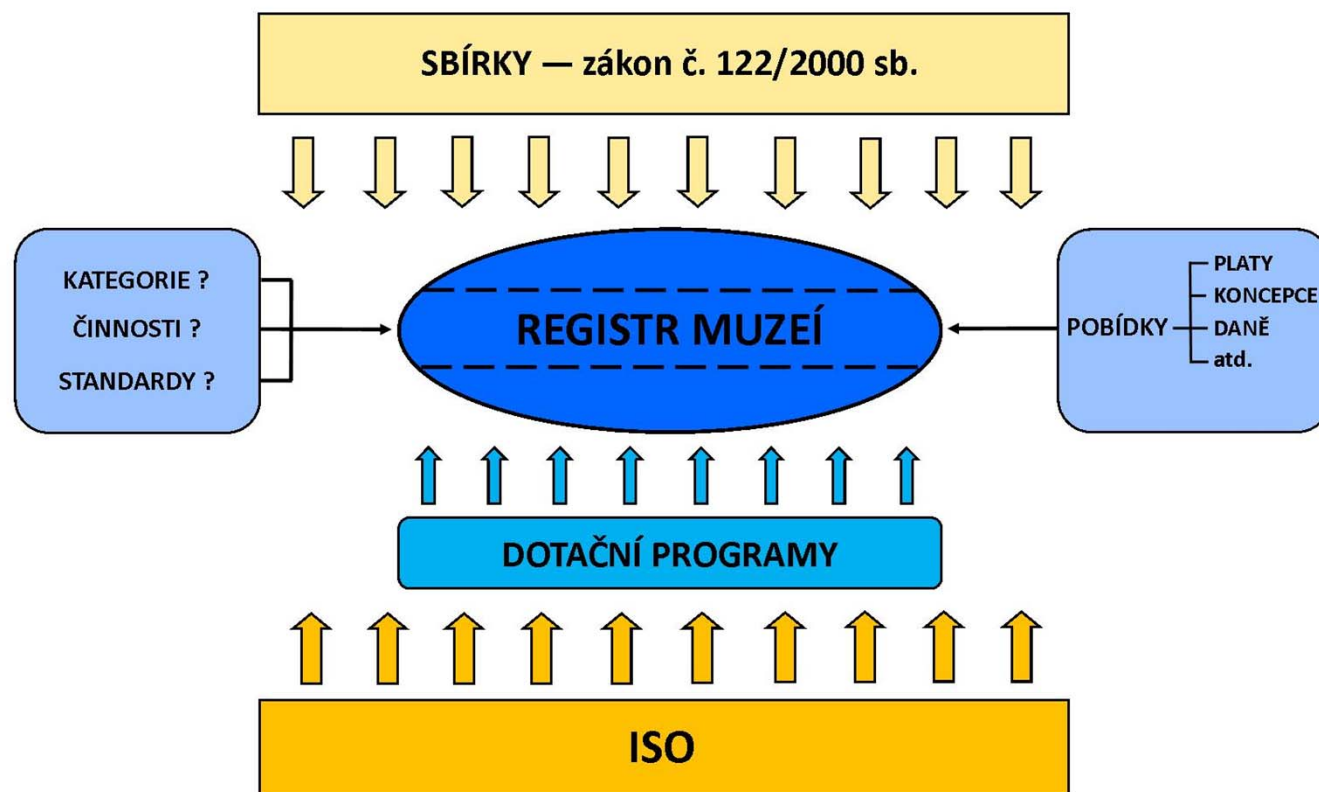 SBÍRKY — zákon č. 122/2000 sb.
KATEGORIE ?
ČINNOSTI ?
STANDARDY ?
REGISTR MUZEÍ
POBÍDKY
PLATY
KONCEPCE
DANĚ
atd.
DOTAČNÍ PROGRAMY
ISO